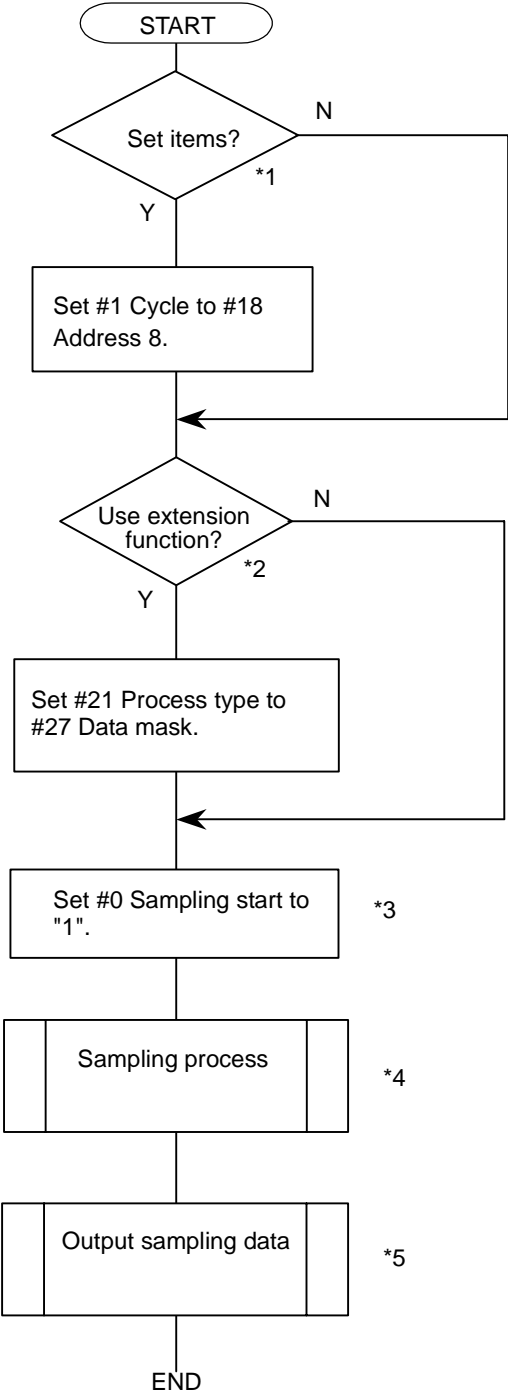 START
Set items?
N
*1
Y
Set #1 Cycle to #18
Address 8.
Use extension
function?
N
*2
Y
Set #21 Process type to
#27 Data mask.
Set #0 Sampling start to
"1".
*3
Sampling process
*4
Output sampling data
*5
END